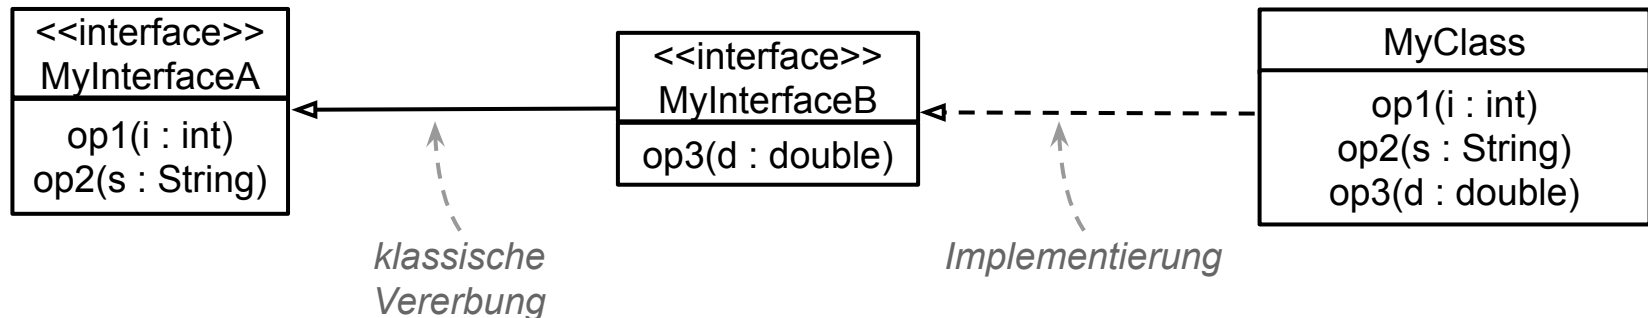 <<interface>>
MyInterfaceA
op1(i : int)
op2(s : String)
klassische
Vererbung
<<interface>>
MyInterfaceB
op3(d : double)
Implementierung
MyClass
op1(i : int)
op2(s : String)
op3(d : double)